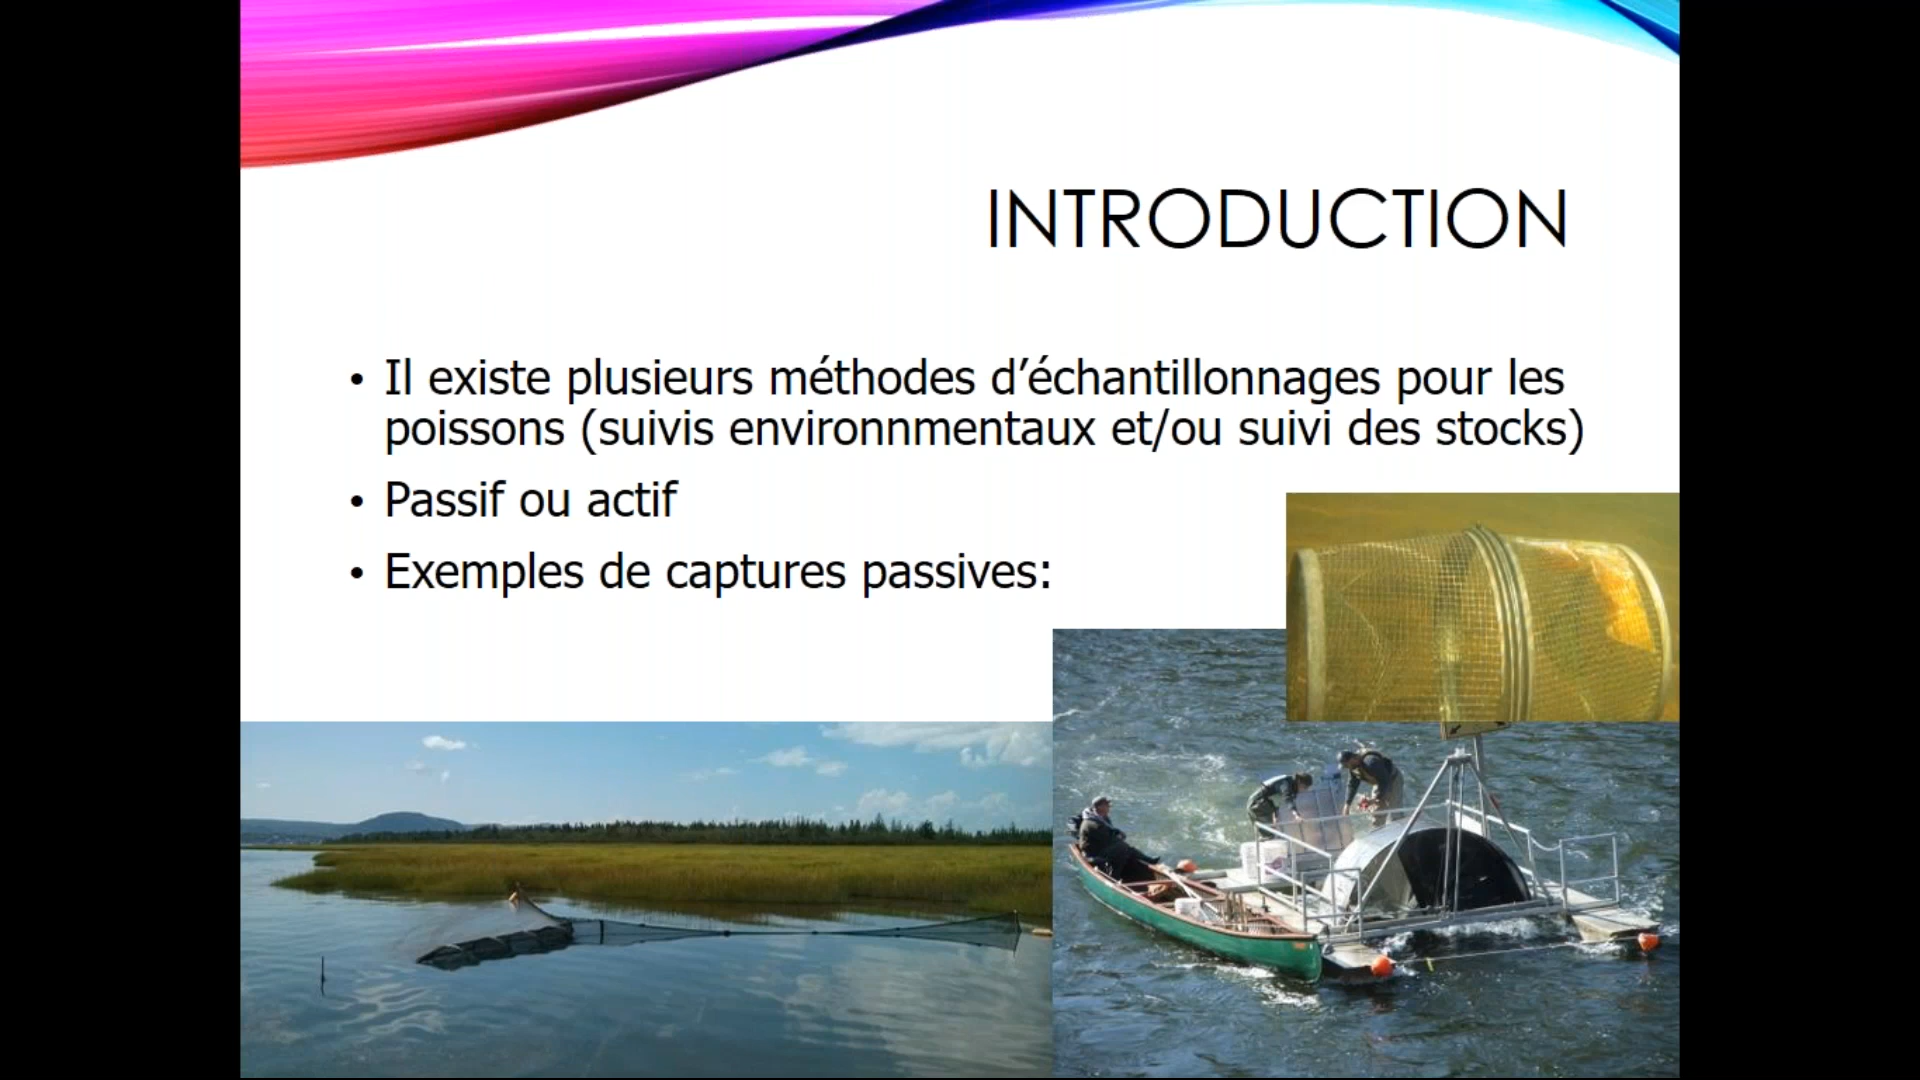 INTRODUCTION
• Il existe plusieurs méthodes d’échantillonnages pour les
poissons (suivis environnmentaux et/ou suivi des stocks)
• Passif ou actif
• Exemples de captures passives: